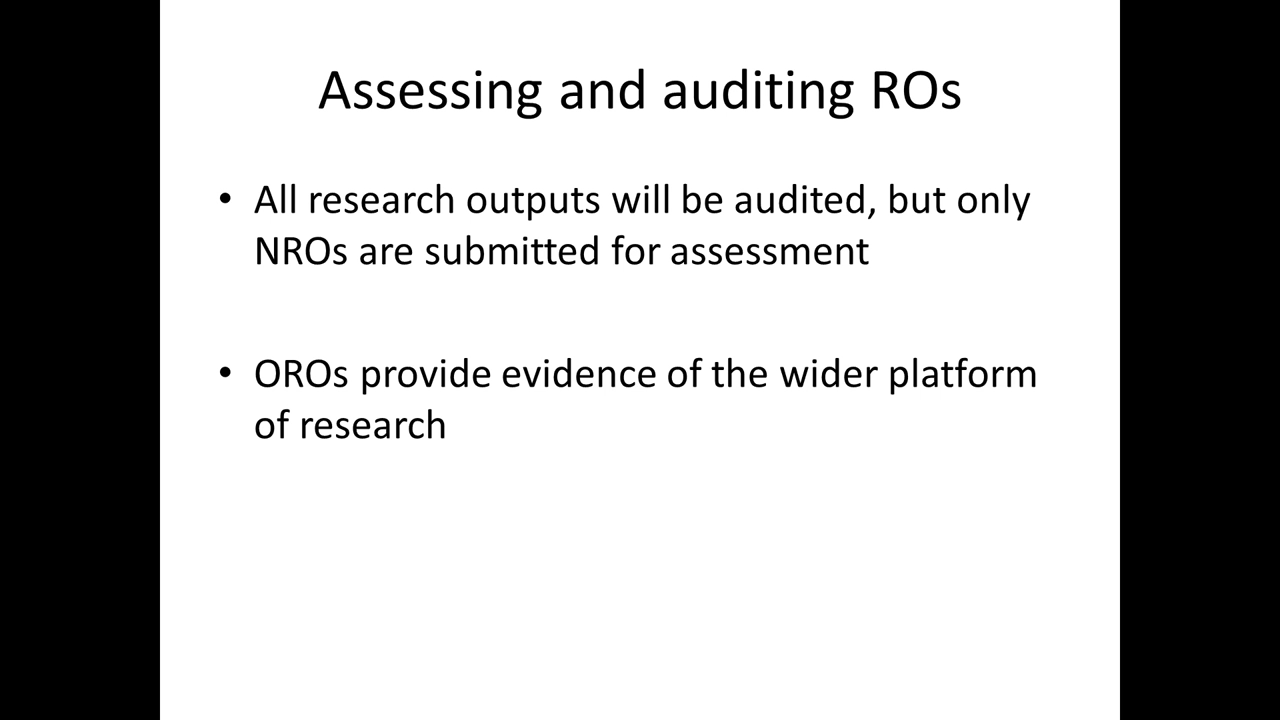 Assessing and auditing ROs
• All research outputs will be audited, but only
NROs are submitted for assessment
• OROs provide evidence of the wider platform
of research